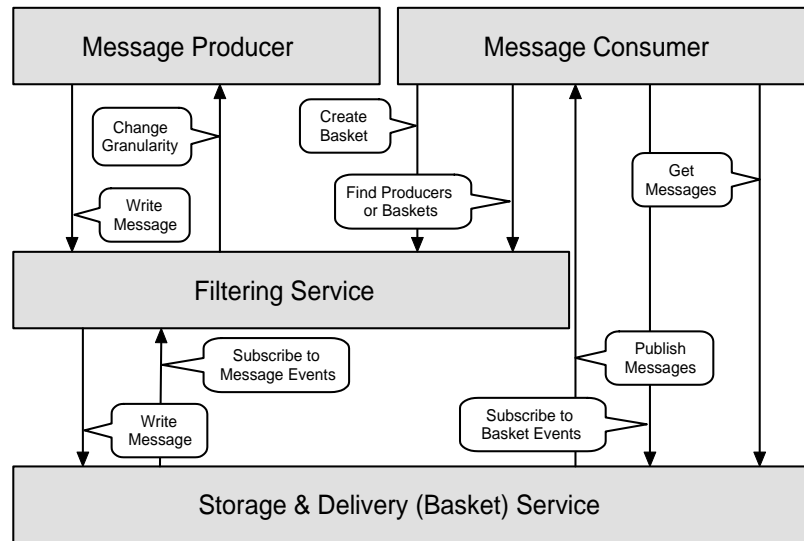 Message Producer
Message Consumer
Change
Granularity
Create
Basket
Get
Messages
Find Producers
or Baskets
Write
Message
Filtering Service
Subscribe to
Message Events
Publish
Messages
Write
Message
Subscribe to
Basket Events
Storage & Delivery (Basket) Service